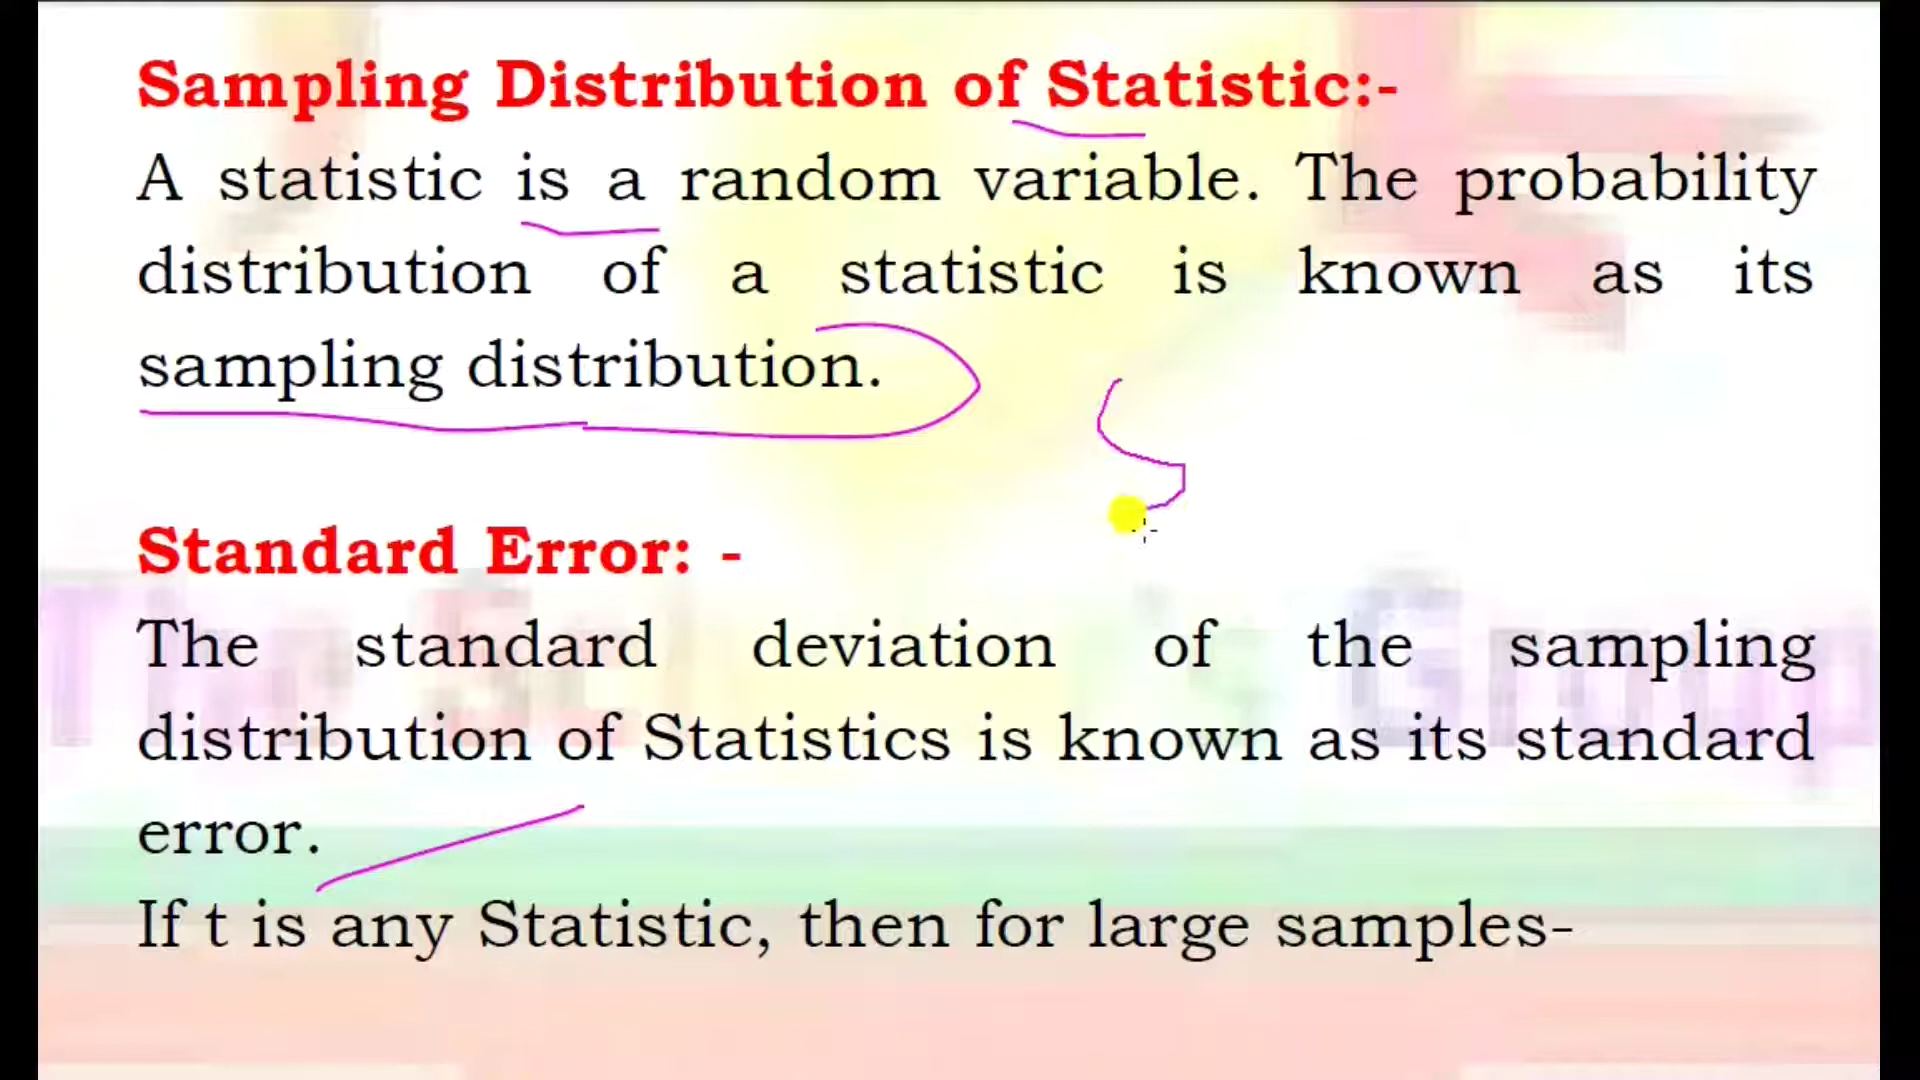 Sampling Distribution of Statistic:-
A statistic is a random variable. The probability
distribution of a statistic is known as its
sampling distribution.
S
Standard Error: -
The standard deviation of the sampling
distribution of Statistics is known as its standard
error.
If t is any Statistic, then for large samples-